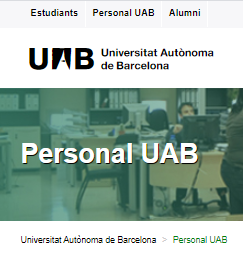 Estudiants Personal UAB Alumni
UAB Universitat Autònoma
de Barcelona
Personal UAB
Universitat Autònoma de Barcelona > Personal UAB